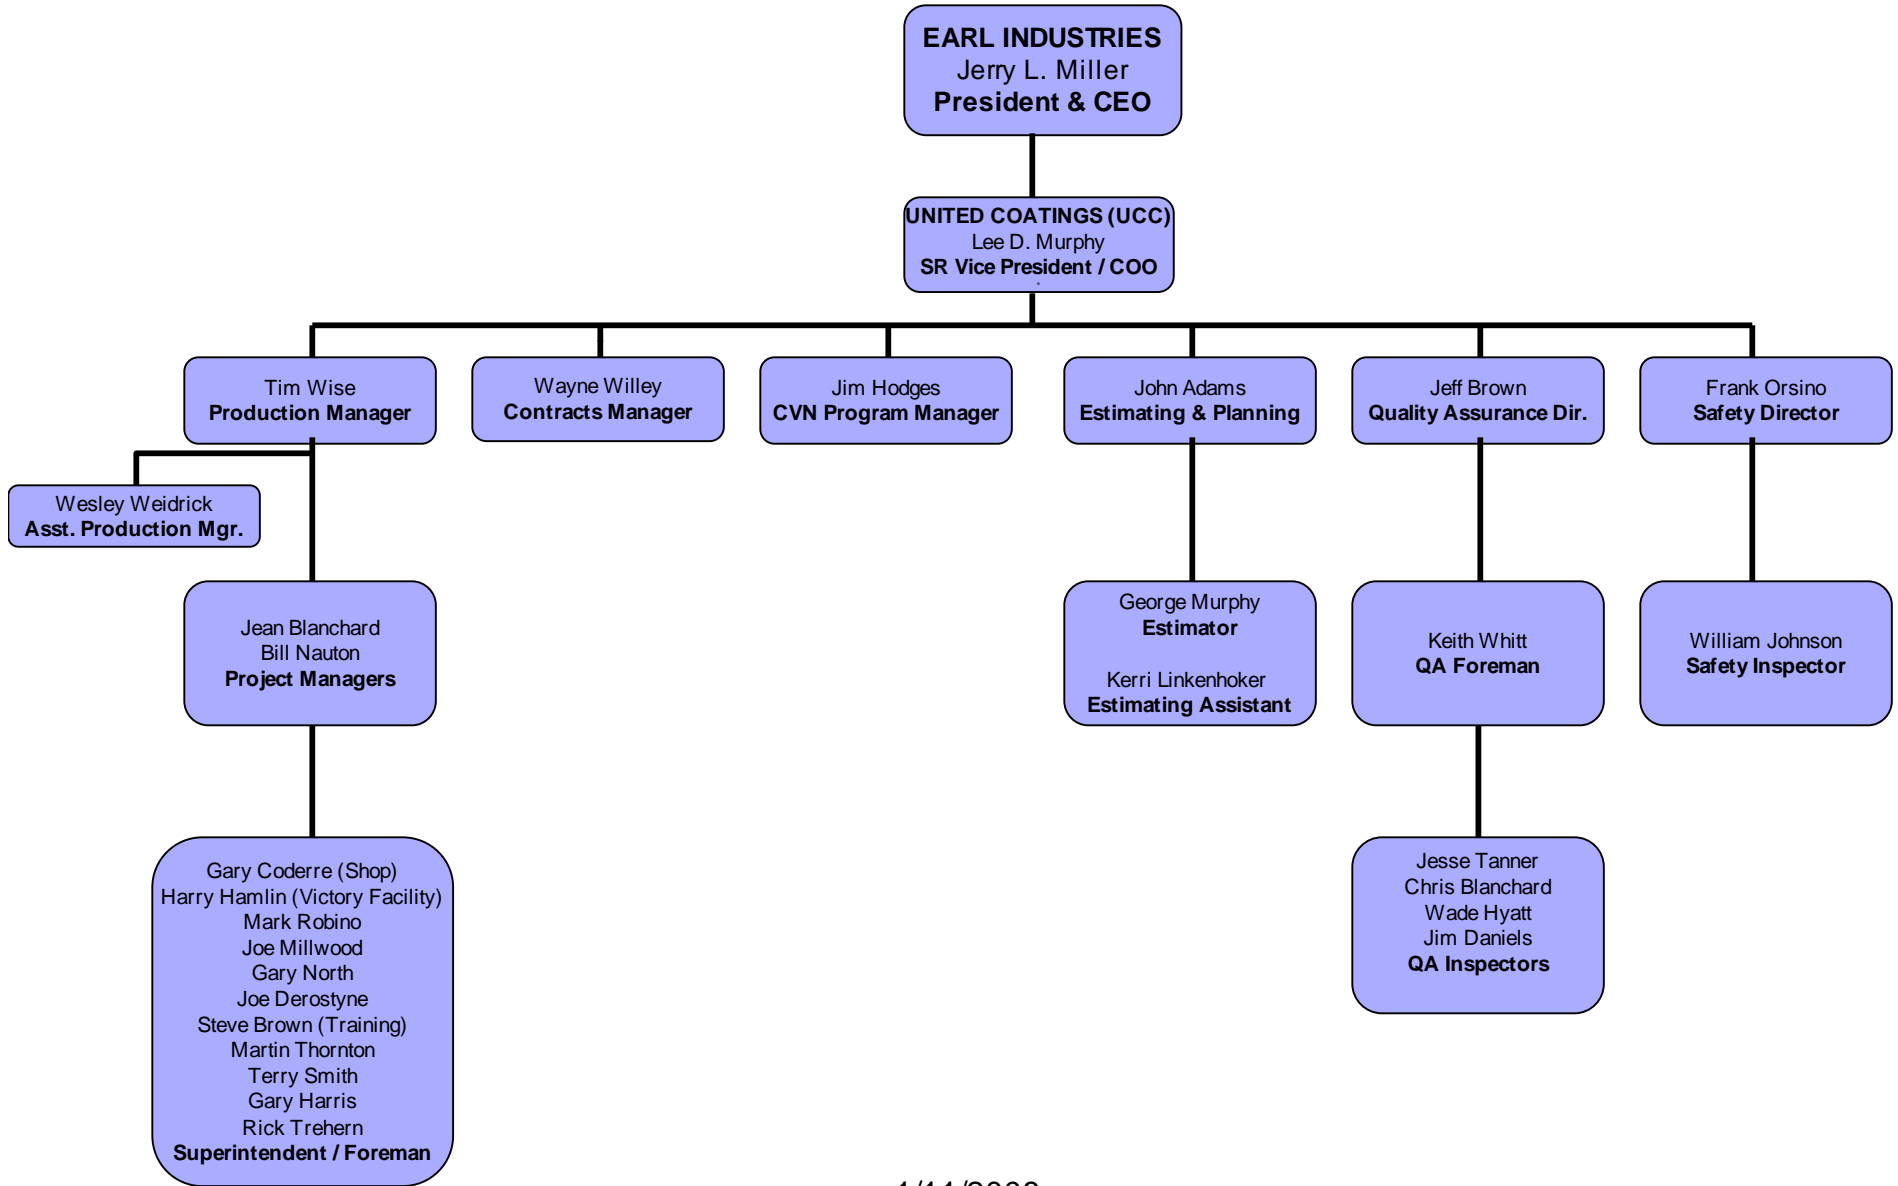 EARL INDUSTRIES
Jerry L. Miller
President & CEO
UNITED COATINGS (UCC)
Lee D. Murphy
SR Vice President / COO
Tim Wise
Production Manager
Wayne Willey
Contracts Manager
Jim Hodges
CVN Program Manager
John Adams
Estimating & Planning
Jeff Brown
Quality Assurance Dir.
Frank Orsino
Safety Director
Wesley Weidrick
Asst. Production Mgr.
Jean Blanchard
Bill Nauton
Project Managers
George Murphy
Estimator
Kerri Linkenhoker
Estimating Assistant
Keith Whitt
QA Foreman
William Johnson
Safety Inspector
Gary Coderre (Shop)
Harry Hamlin (Victory Facility)
Mark Robino
Joe Millwood
Gary North
Joe Derostyne
Steve Brown (Training)
Martin Thornton
Terry Smith
Gary Harris
Rick Trehern
Superintendent / Foreman
Jesse Tanner
Chris Blanchard
Wade Hyatt
Jim Daniels
QA Inspectors